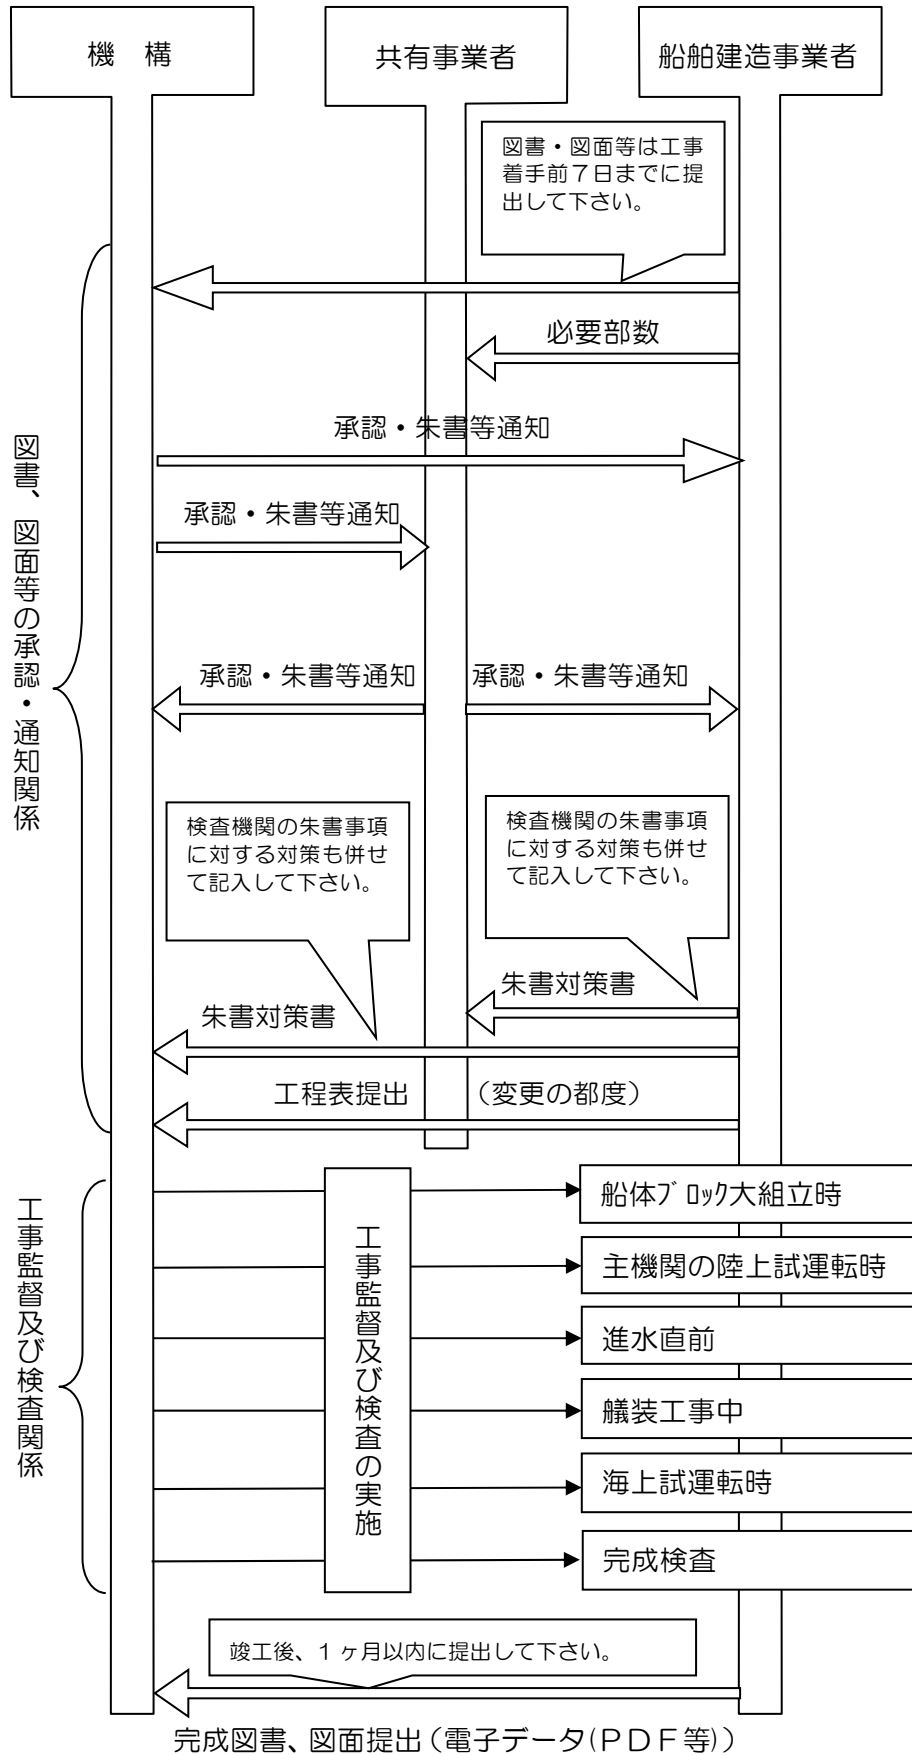 機　構
共有事業者
船舶建造事業者
図書・図面等は工事
着手前７日までに提
出して下さい。
必要部数
承認・朱書等通知
承認・朱書等通知
図書、図面等の承認・通知関係
承認・朱書等通知
承認・朱書等通知
検査機関の朱書事項
に対する対策も併せ
て記入して下さい。
検査機関の朱書事項
に対する対策も併せ
て記入して下さい。
朱書対策書
朱書対策書
工程表提出　　（変更の都度）
工事監督及び検査関係
工事監督及び検査の実施
船体ﾌﾞﾛｯｸ大組立時
主機関の陸上試運転時
進水直前
艤装工事中
海上試運転時
完成検査
竣工後、１ヶ月以内に提出して下さい。
完成図書、図面提出（電子データ(ＰＤＦ等)）